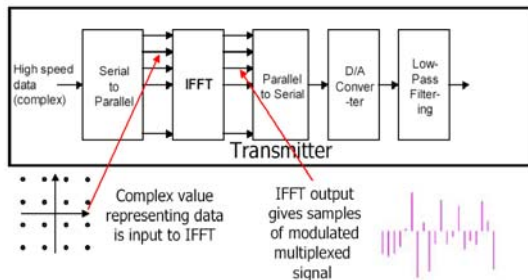 High speed
data
(complex)
Serial
to
Parallel
IFFT
Parallel
to Serial
D/A
Conver
-ter
Low-
Pass
Filter-
ing
Transmitter
Complex value
representing data
is input to IFFT
IFFT output
gives samples
of modulated
multiplexed
signal